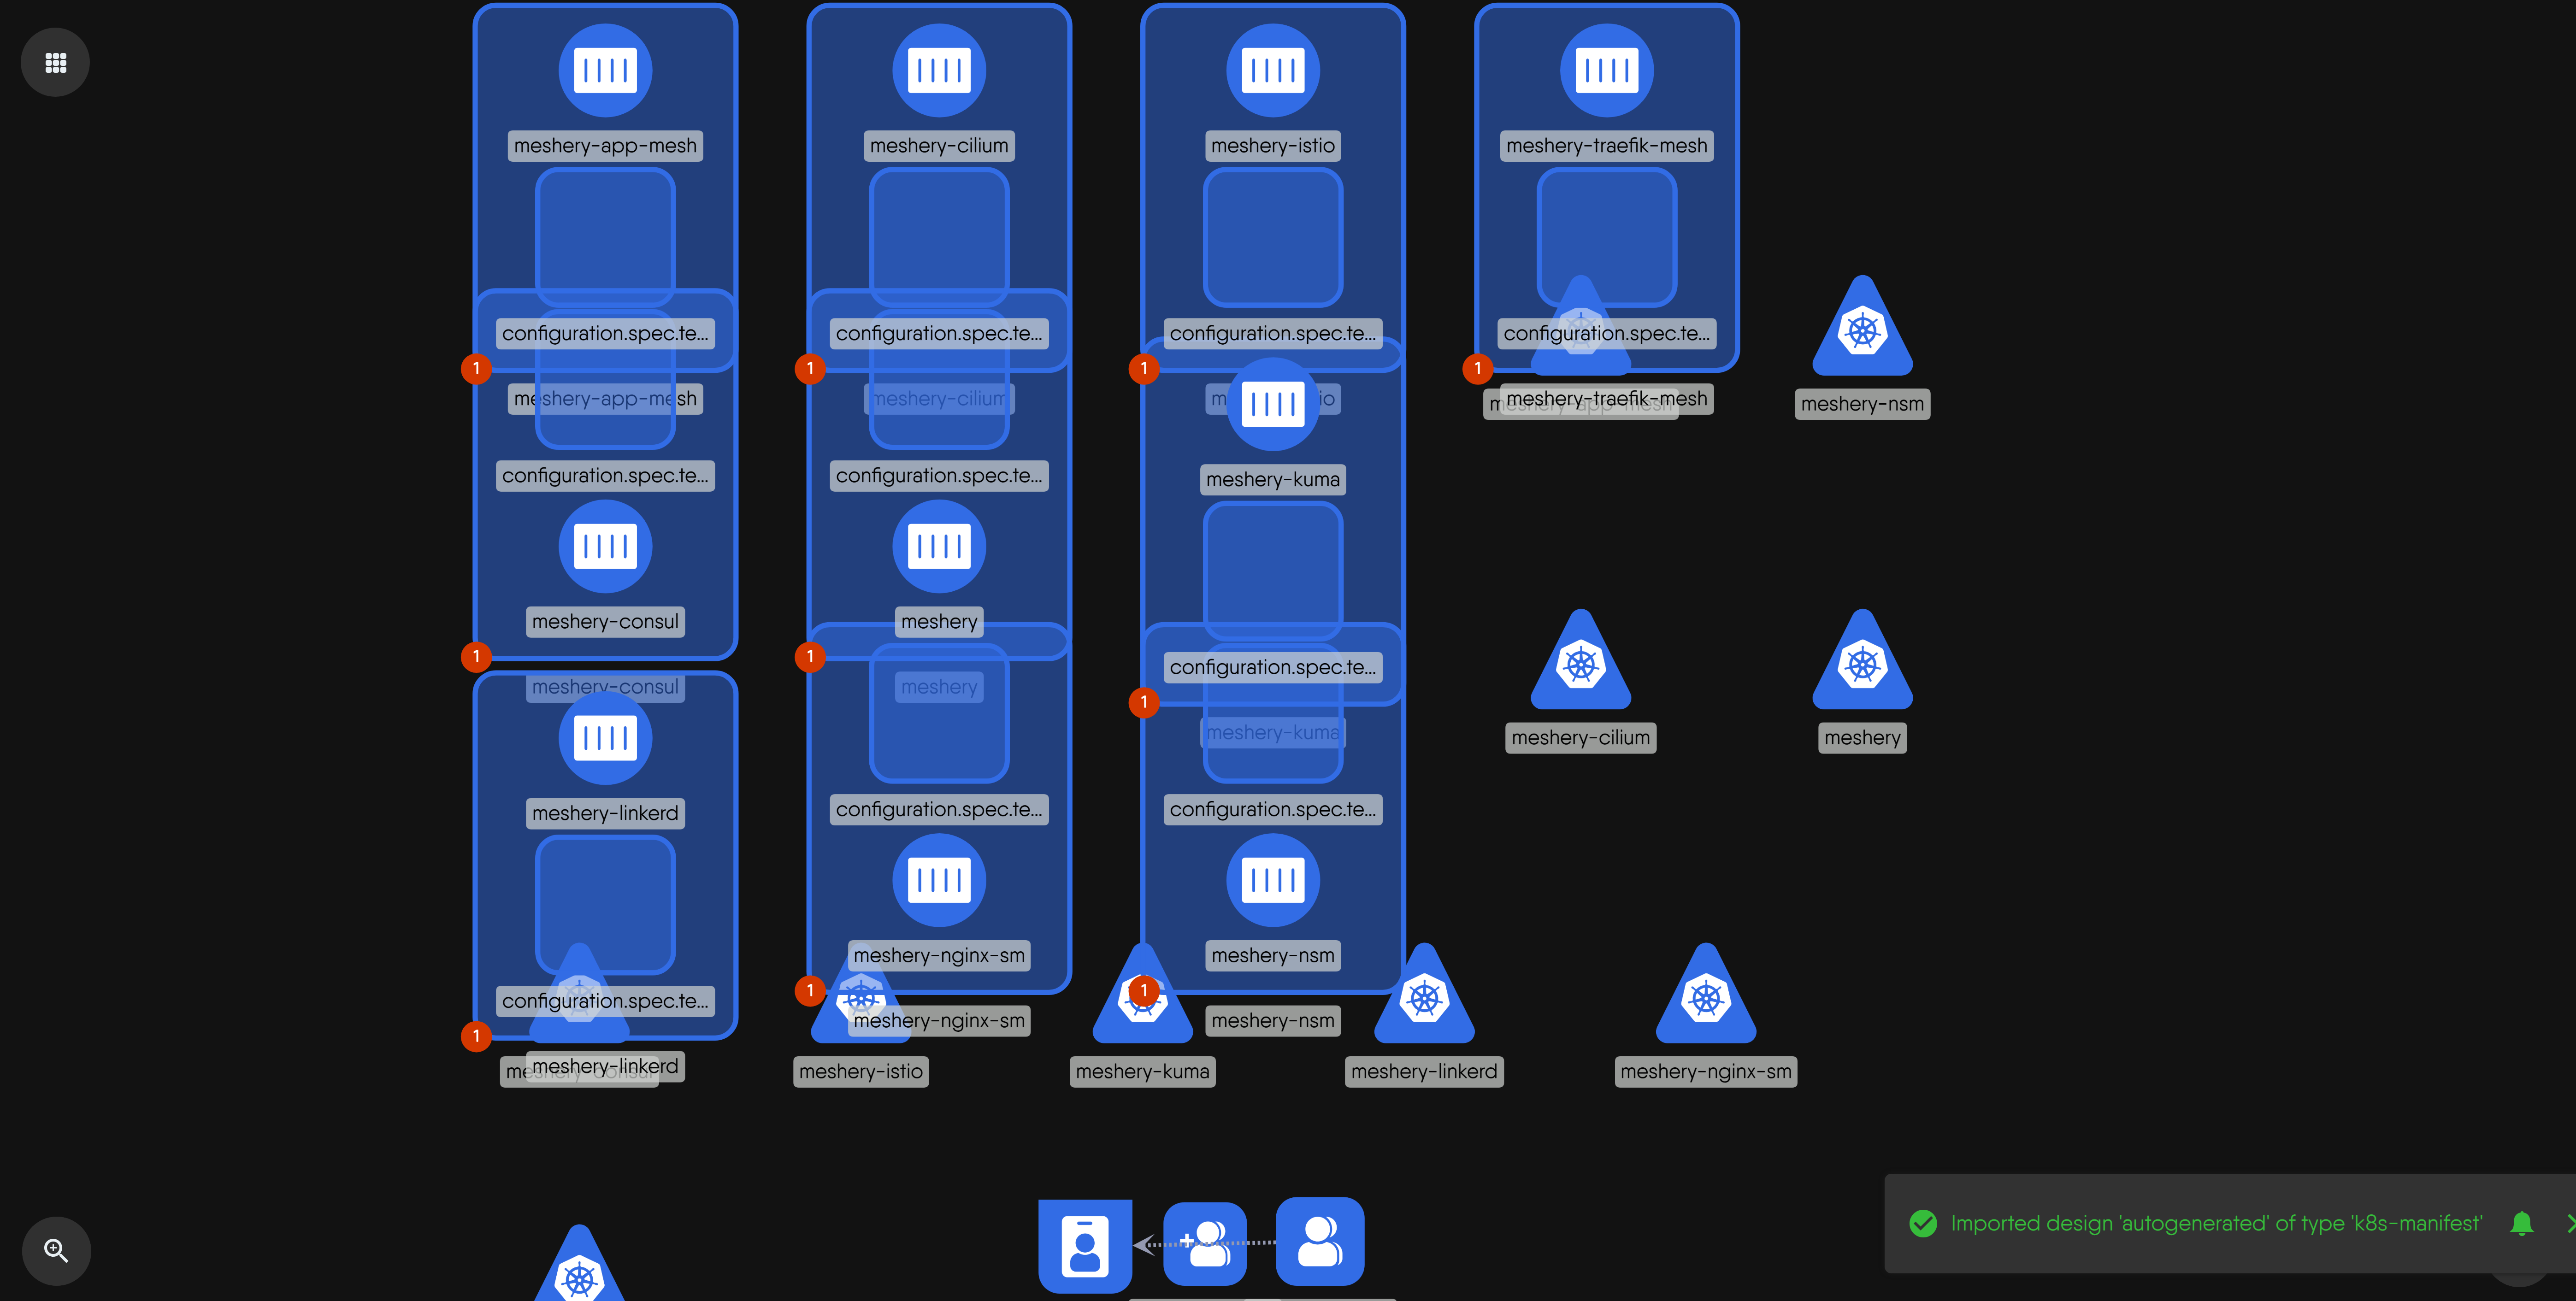 meshery-app-mesh
meshery-cilium
meshery-istio
meshery-traefik-mesh
configuration.spec.te...
configuration.spec.te...
configuration.spec.te...
configuration.spec.te...
1
1
1
1
meshery-app-mesh
meshery-cilium
meshery-traefik-mesh
meshery-nsm
configuration.spec.te...
configuration.spec.te...
meshery-kuma
meshery-consul
meshery
1
1
configuration.spec.te...
meshery-consul
meshery
1
meshery-kuma
meshery-cilium
meshery
meshery-linkerd
configuration.spec.te...
configuration.spec.te...
meshery-nginx-sm
meshery-nsm
configuration.spec.te...
1
1
meshery-nginx-sm
meshery-nsm
1
meshery-linkerd
meshery-istio
meshery-kuma
meshery-linkerd
meshery-nginx-sm
Imported design 'autogenerated' of type 'k8s-manifest'